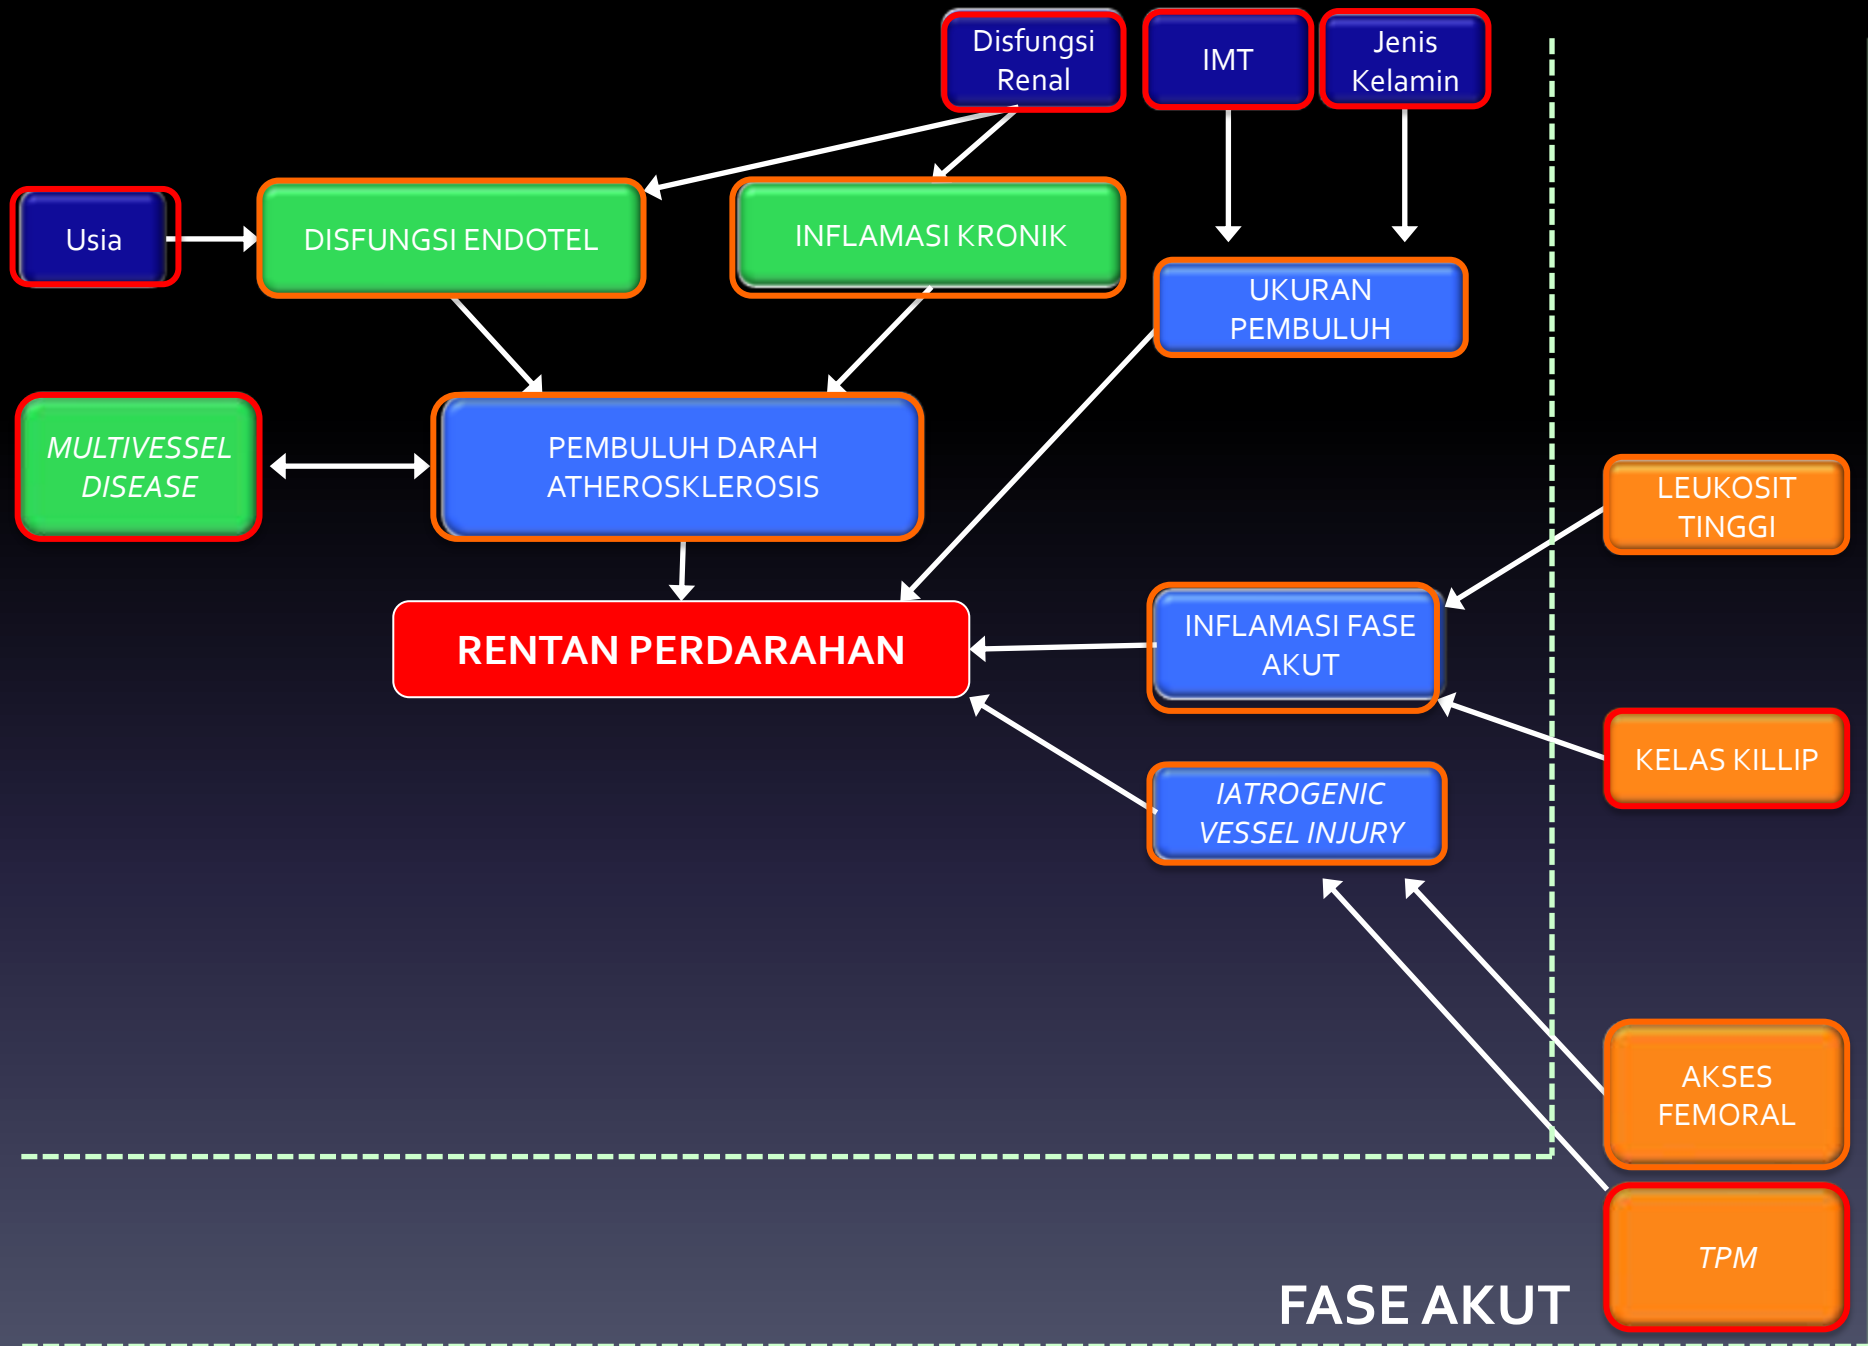 Disfungsi
Renal
IMT
Jenis
Kelamin
Usia
DISFUNGSI ENDOTEL
INFLAMASI KRONIK
UKURAN
PEMBULUH
MULTIVESSEL
DISEASE
PEMBULUH DARAH
ATHEROSKLEROSIS
LEUKOSIT
TINGGI
RENTAN PERDARAHAN
INFLAMASI FASE
AKUT
KELAS KILLIP
IATROGENIC
VESSEL INJURY
AKSES
FEMORAL
TPM
FASE AKUT